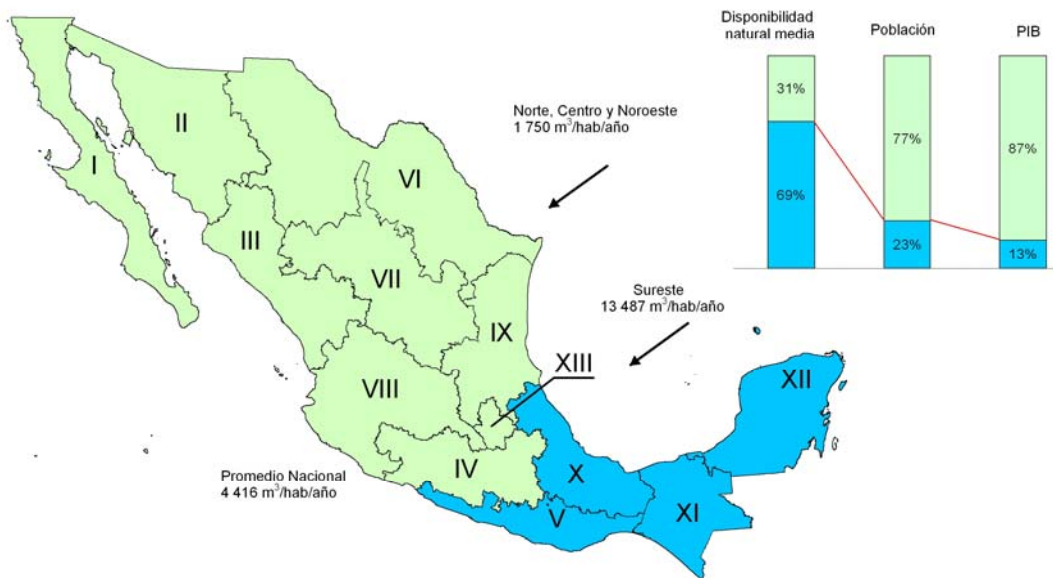 Disponibilidad
natural media
Población
PIB
31%
77%
87%
69%
23%
13%
Norte, Centro y Noroeste
1 750 m³/hab/año
Sureste
13 487 m³/hab/año
Promedio Nacional
4 416 m³/hab/año
I
II
III
VI
VII
IX
XIII
VIII
IV
X
V
XI
XII